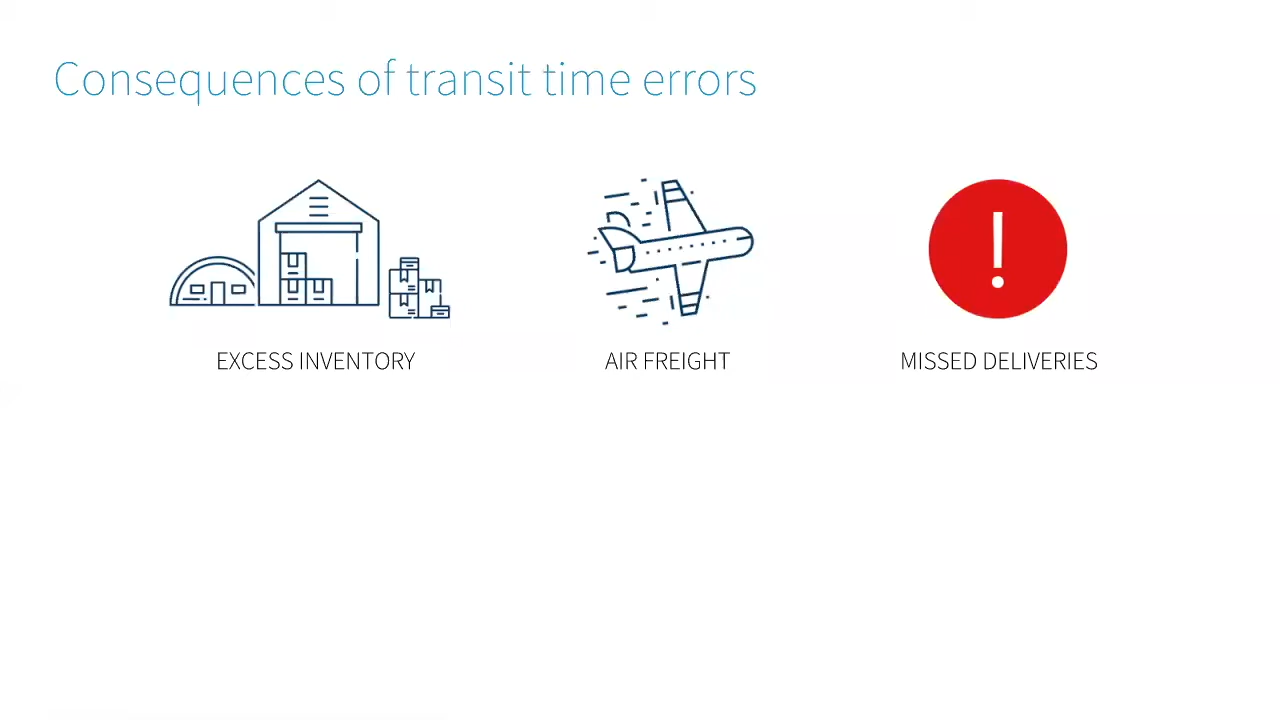 Consequences of transit time errors
EXCESS INVENTORY
AIR FREIGHT
MISSED DELIVERIES